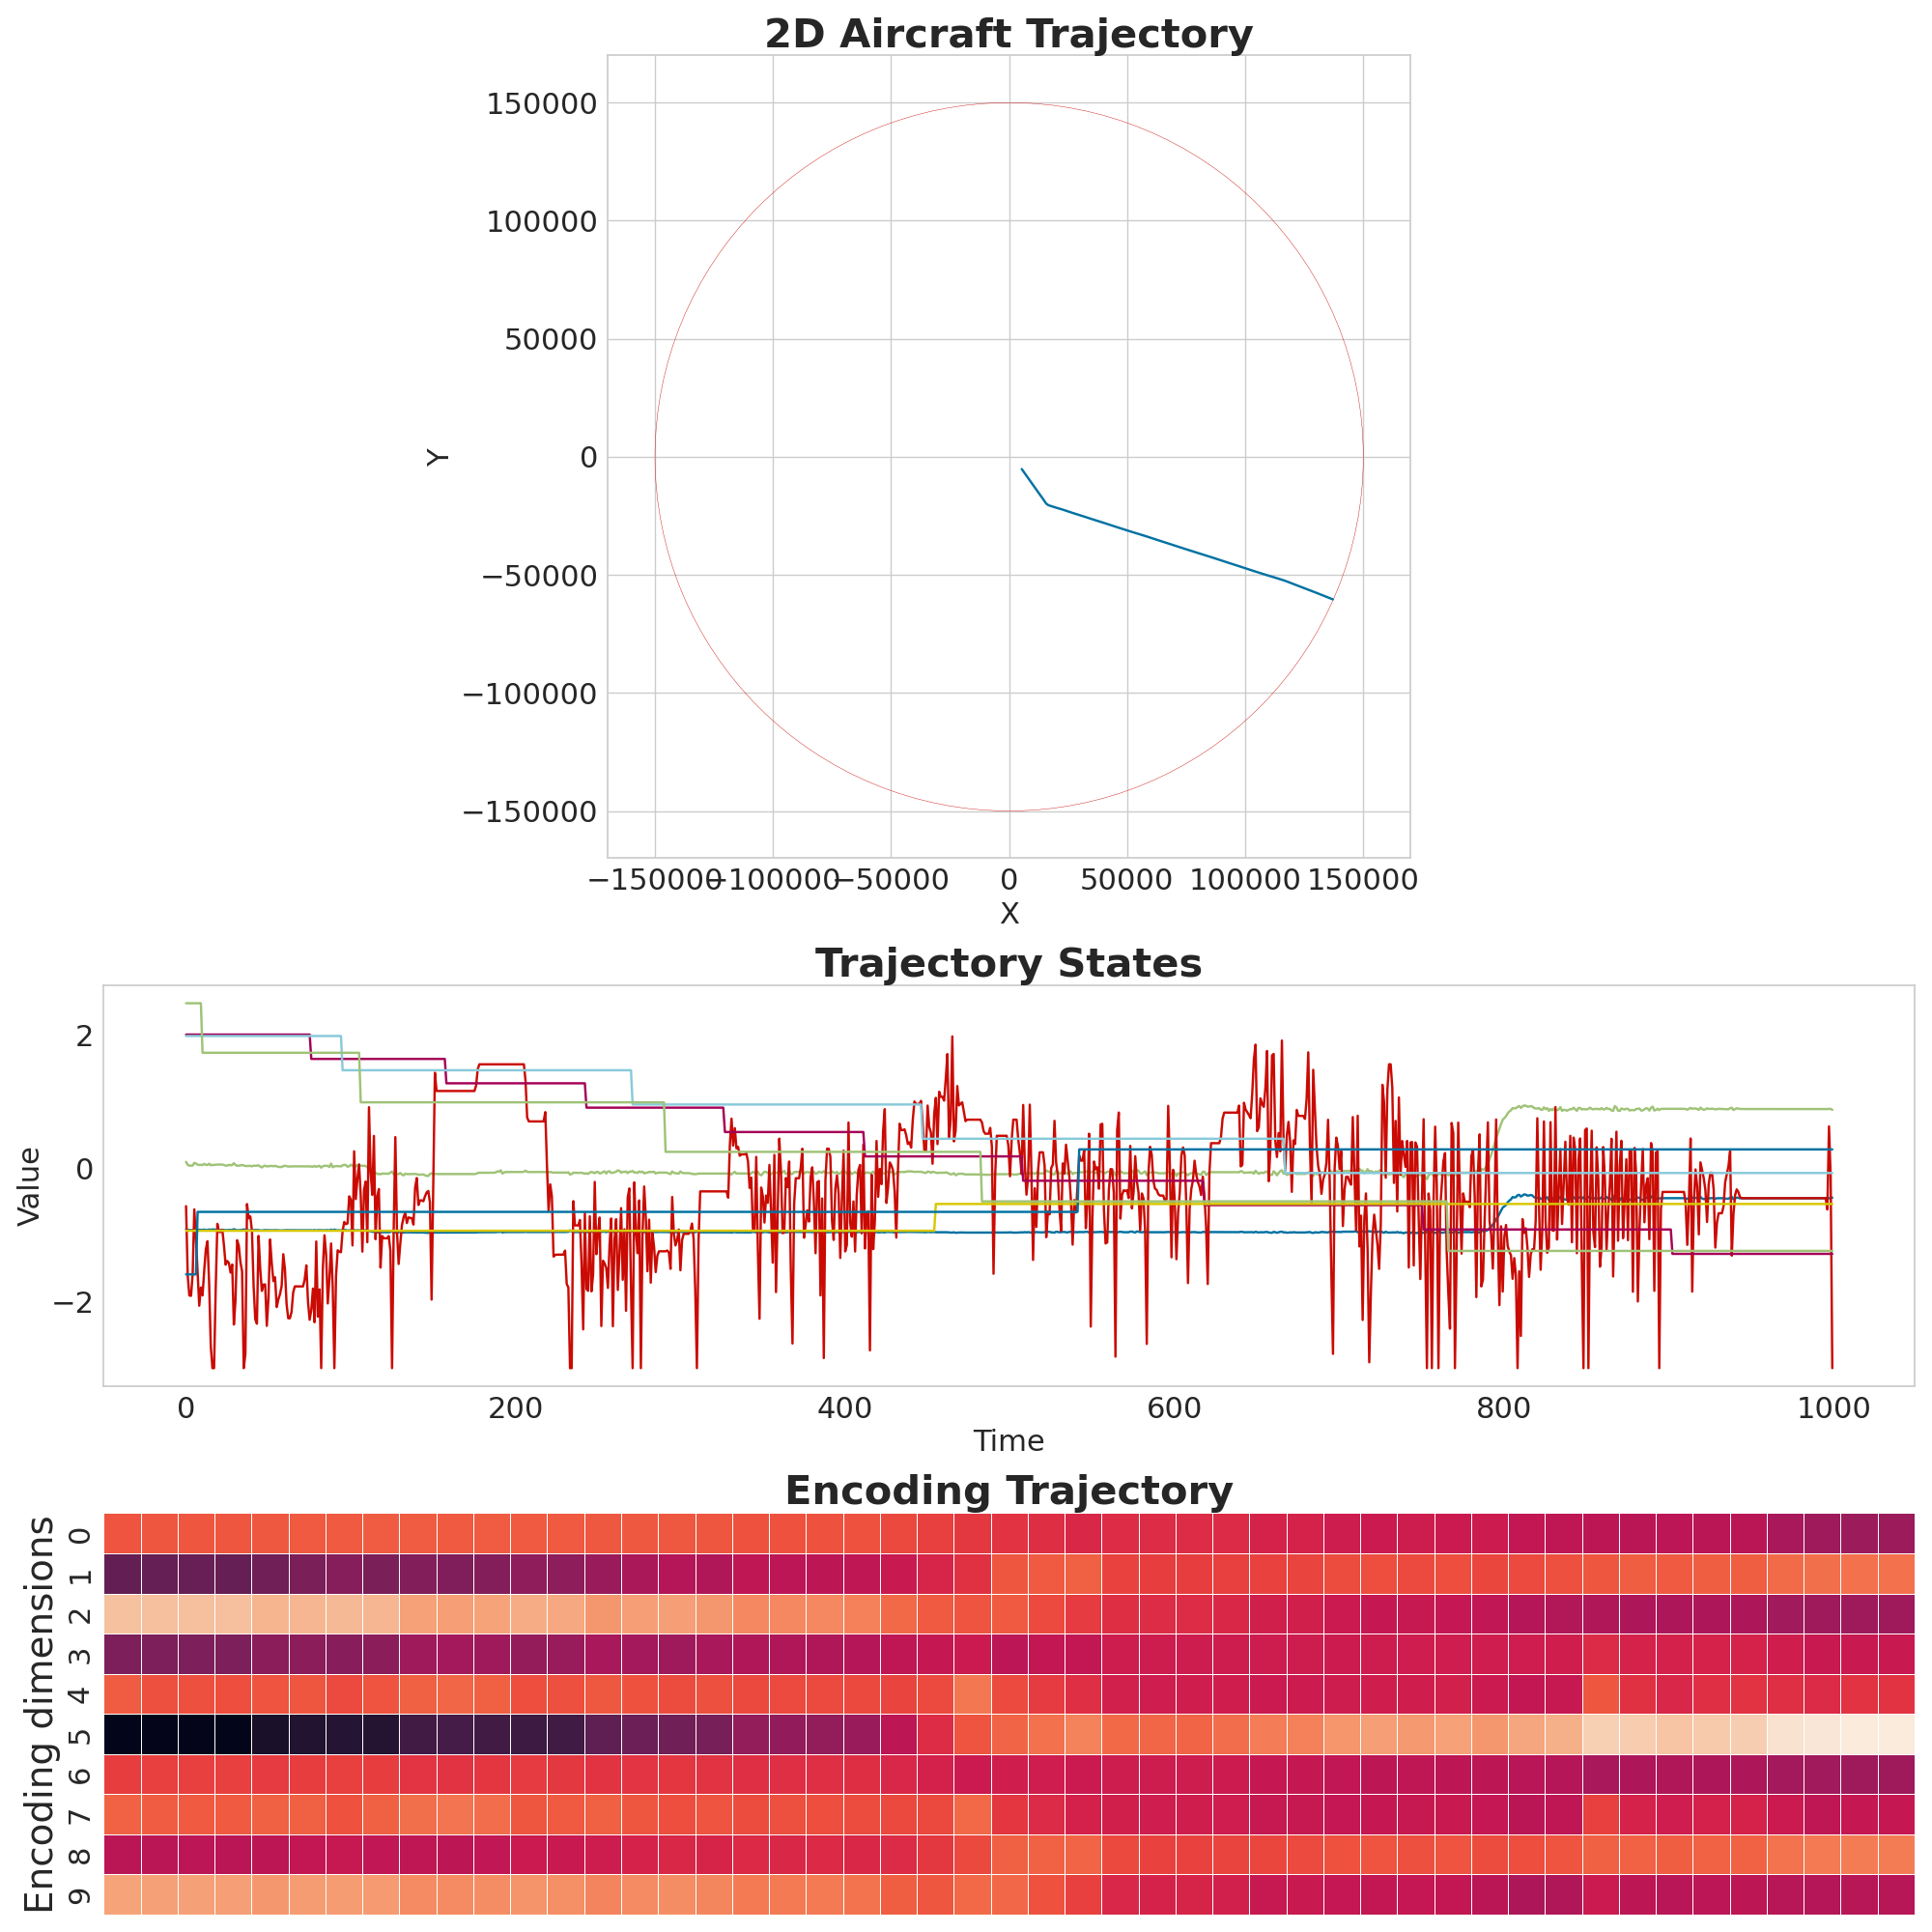 2D Aircraft Trajectory
150000
100000
50000
0
−50000
−100000
−150000
Y
−150000 −100000 −50000 0 50000 100000 150000
X
Trajectory States
2
0
−2
Value
0 200 400 600 800 1000
Time
Encoding Trajectory
0
1
2
3
4
5
6
7
8
9
Encoding dimensions